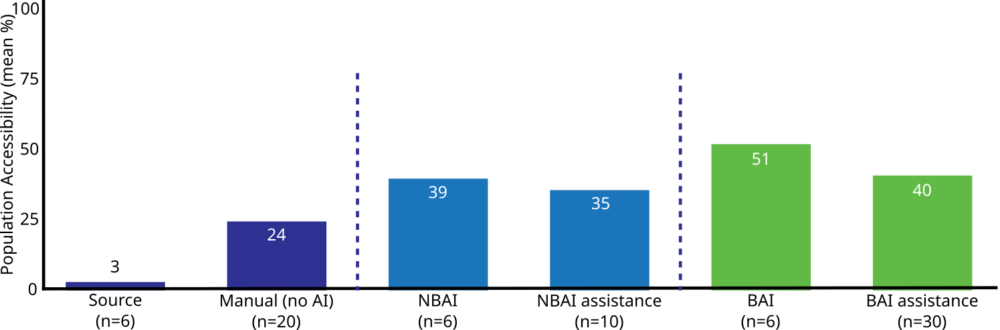 Population Accessibility (mean %)
100
75
50
25
0
3
24
39
35
51
40
Source
(n=6)
Manual (no AI)
(n=20)
NBAI
(n=6)
NBAI assistance
(n=10)
BAI
(n=6)
BAI assistance
(n=30)